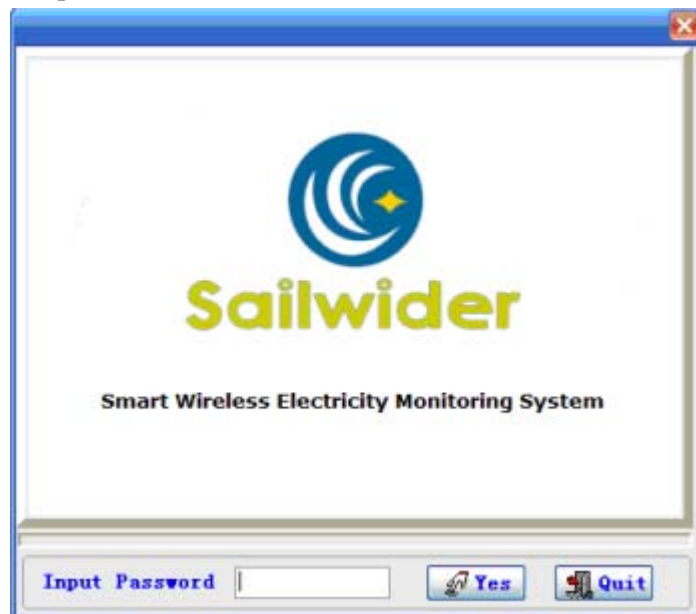 Sailwider
Smart Wireless Electricity Monitoring System
Input Password Yes Quit